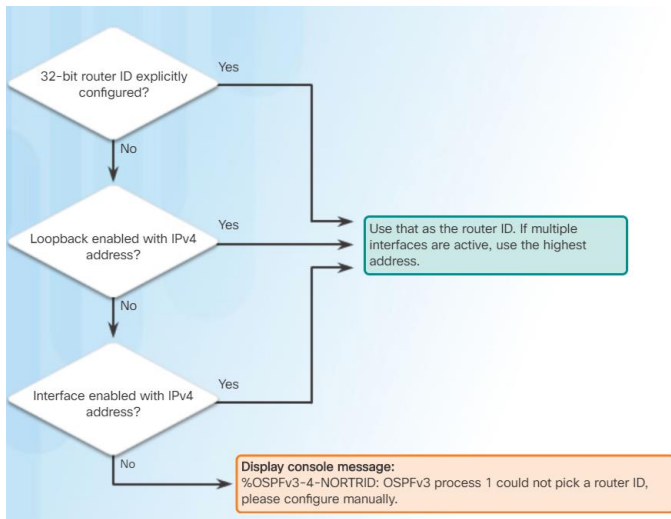 32-bit router ID explicitly
configured?
Yes
No
Loopback enabled with IPv4
address?
Yes
Use that as the router ID. If multiple
interfaces are active, use the highest
address.
No
Interface enabled with IPv4
address?
Yes
No
Display console message:
%OSPFv3-4-NORTRID: OSPFv3 process 1 could not pick a router ID,
please configure manually.